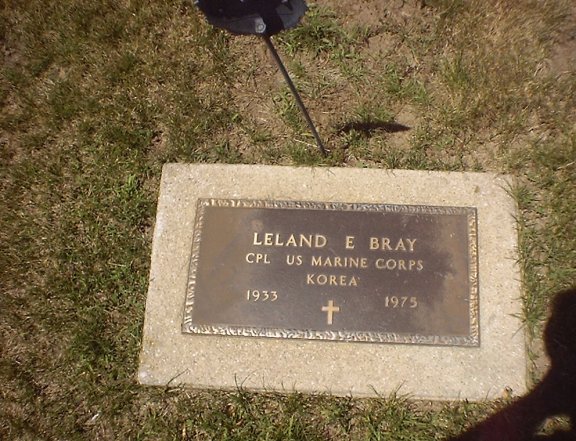 LELAND E BRAY
CPL US MARINE CORPS
KOREA
1933 1975